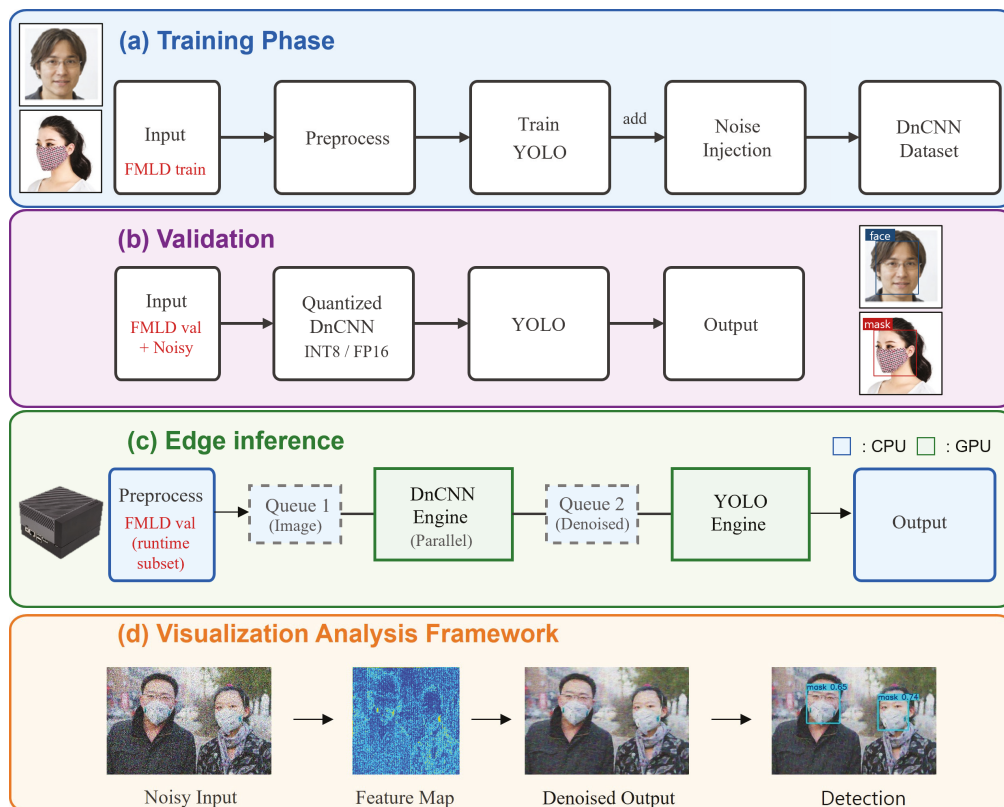 (a) Training Phase
Input
FMLD train
Preprocess
Train
YOLO
add
Noise
Injection
DnCNN
Dataset
(b) Validation
Input
FMLD val
+ Noisy
Quantized
DnCNN
INT8 / FP16
YOLO
Output
face
mask
(c) Edge inference
: CPU
: GPU
Preprocess
FMLD val
(runtime
subset)
Queue 1
(Image)
DnCNN
Engine
(Parallel)
Queue 2
(Denoised)
YOLO
Engine
Output
(d) Visualization Analysis Framework
mask 0.65
mask 0.74
Noisy Input
Feature Map
Denoised Output
Detection